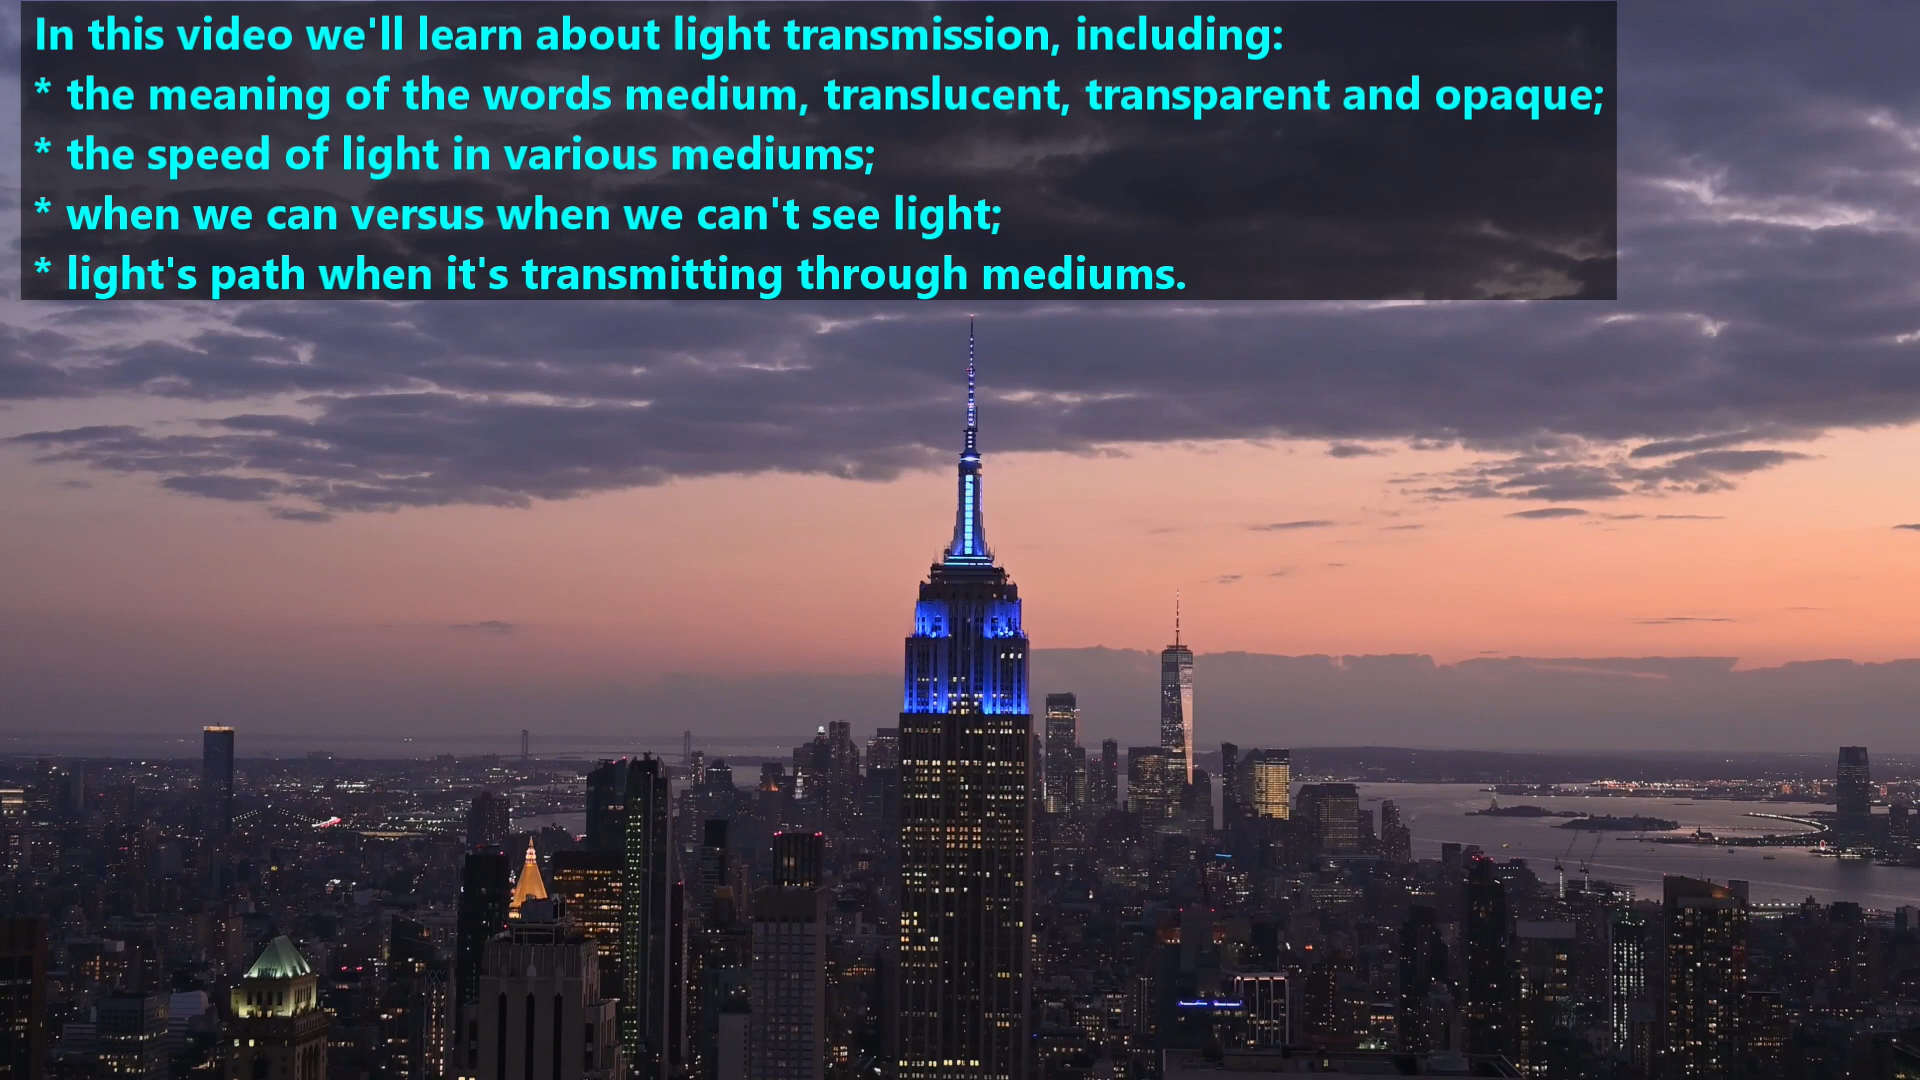 In this video we'll learn about light transmission, including:
* the meaning of the words medium, translucent, transparent and opaque;
* the speed of light in various mediums;
* when we can versus when we can't see light;
* light's path when it's transmitting through mediums.